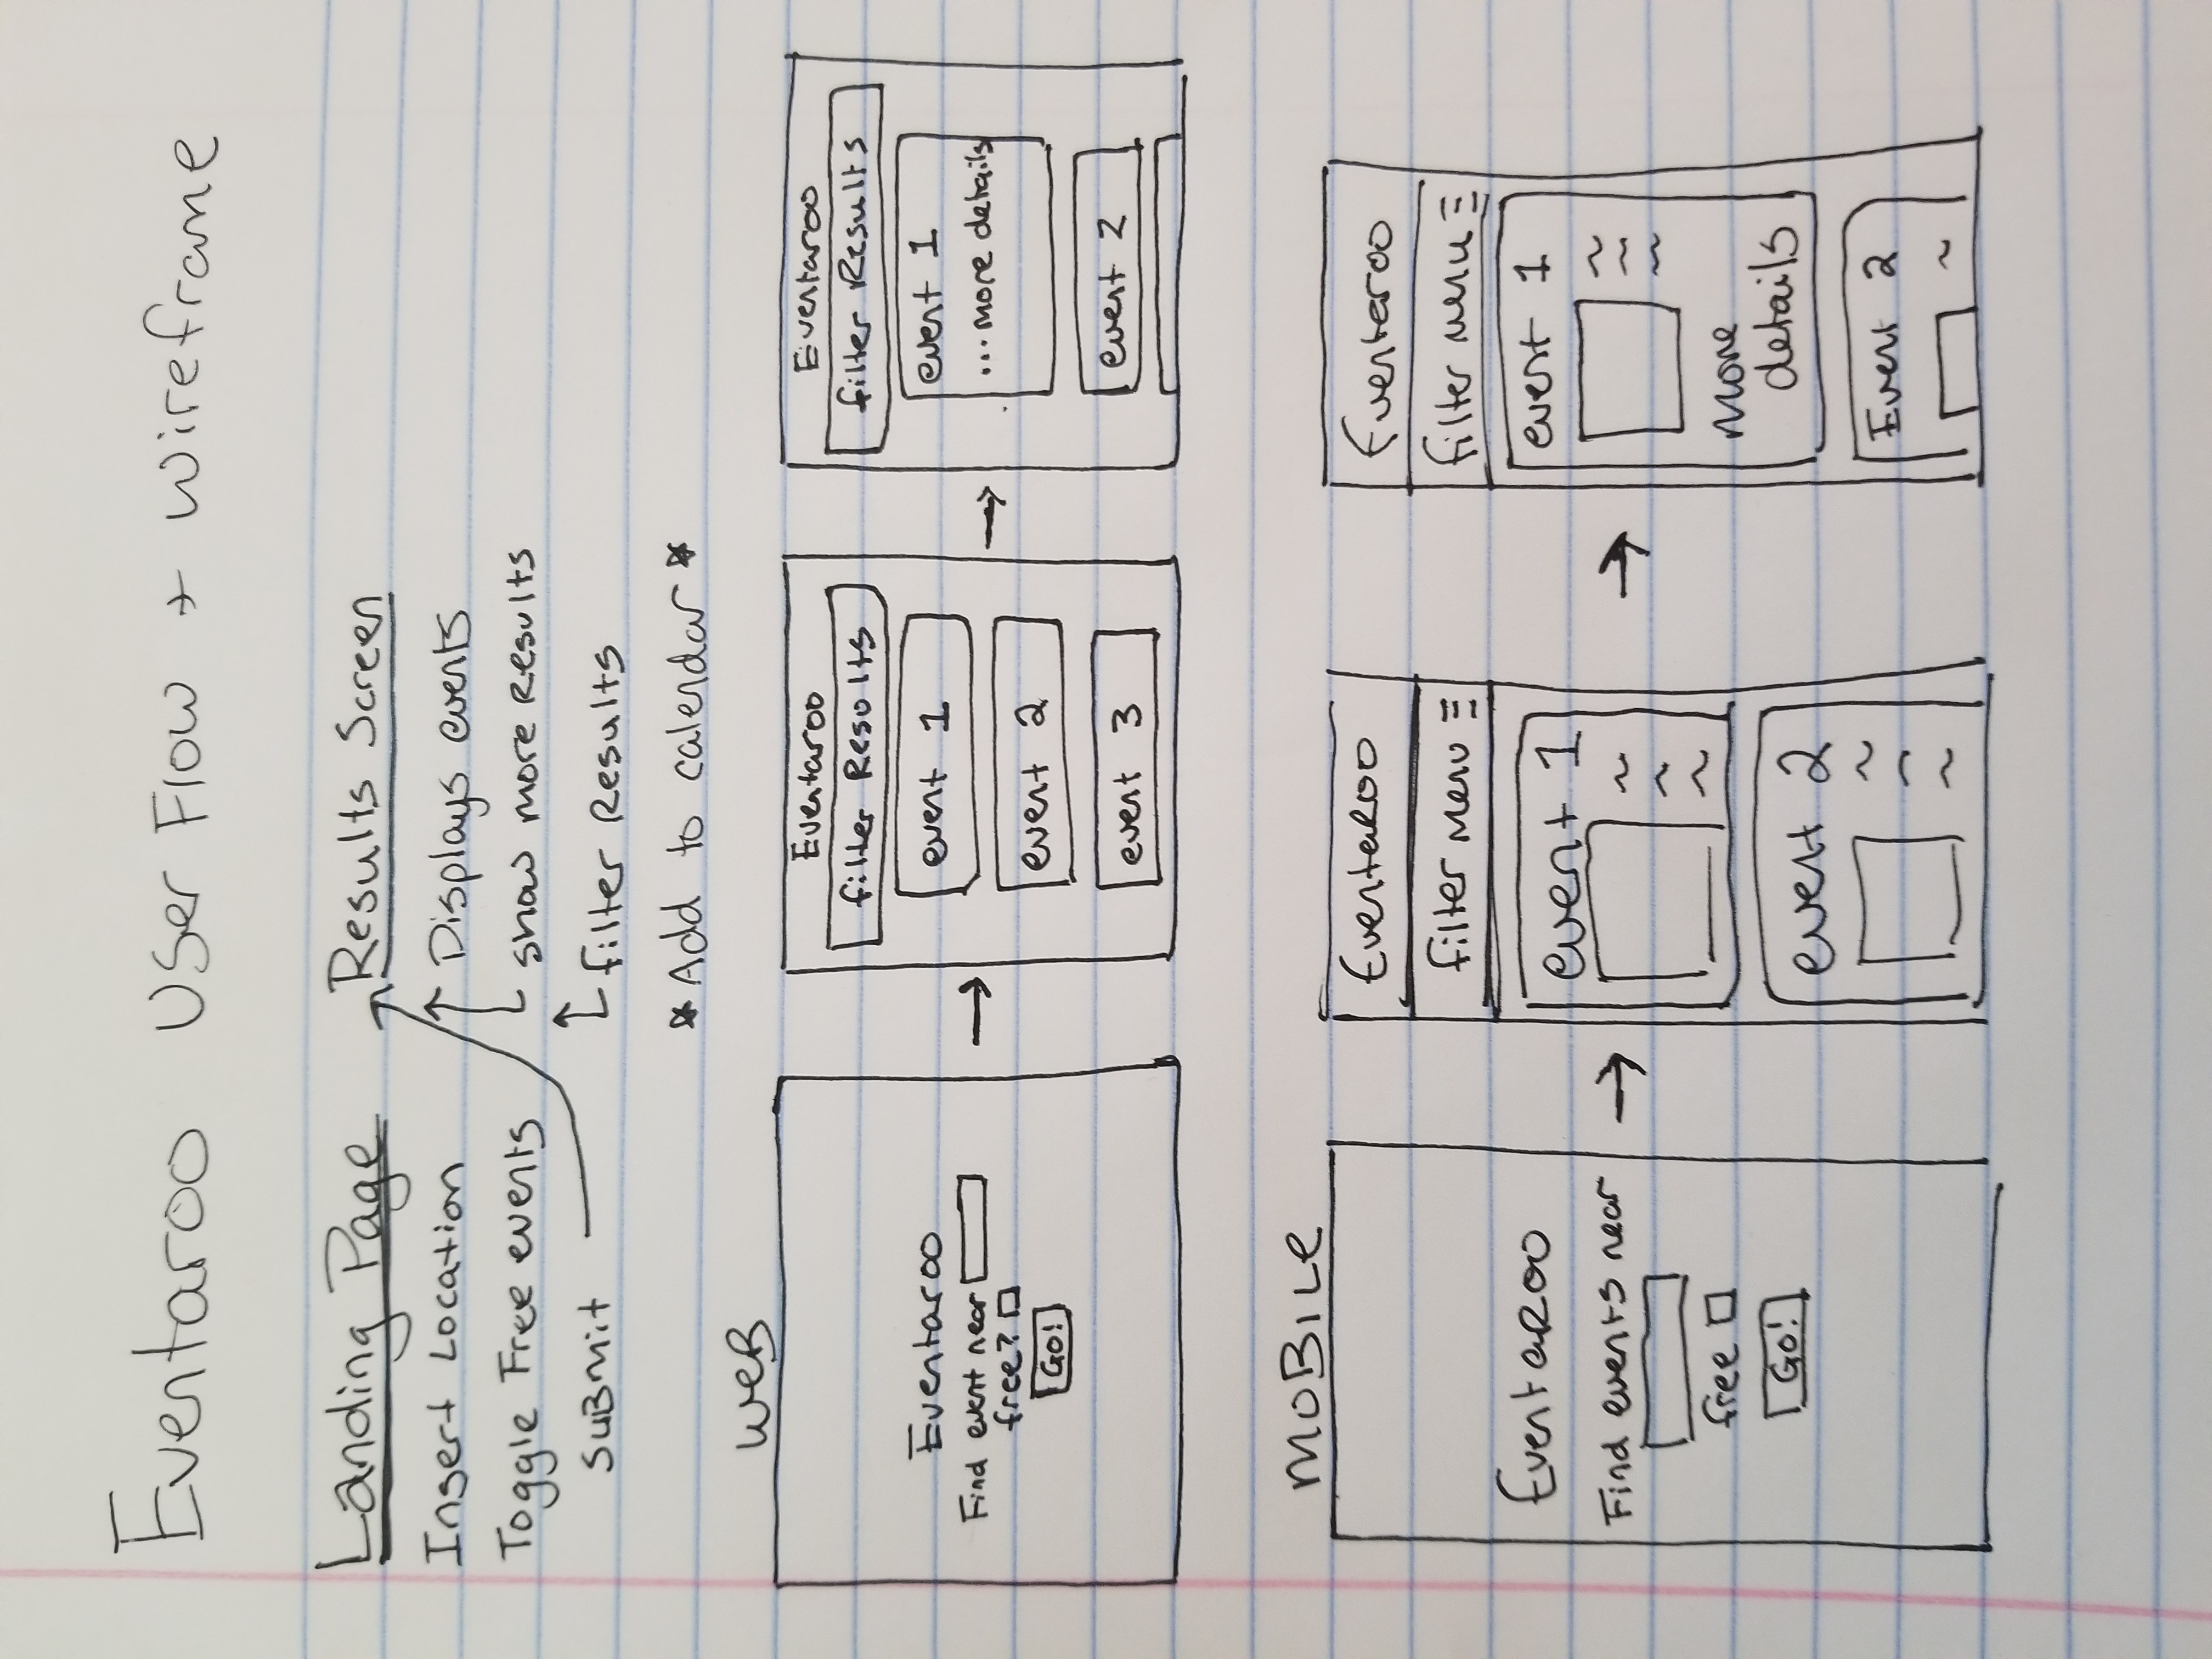 Eventaroo User Flow + Wireframe
Landing Page
Insert Location
Toggle Free events
Submit
Results Screen
Displays events
show more Results
filter Results
* Add to calendar *
WeB
Eventaroo
Find event near
free?
Go!
Eventaroo
filter Results
event 1
event 2
event 3
Eventaroo
filter Results
event 1
...more details
event 2
MOBILe
Eventaroo
Find events near
free
Go!
Eventaroo
filter menu
event 1
event 2
Eventaroo
filter menu
event 1
More
details
Event 2